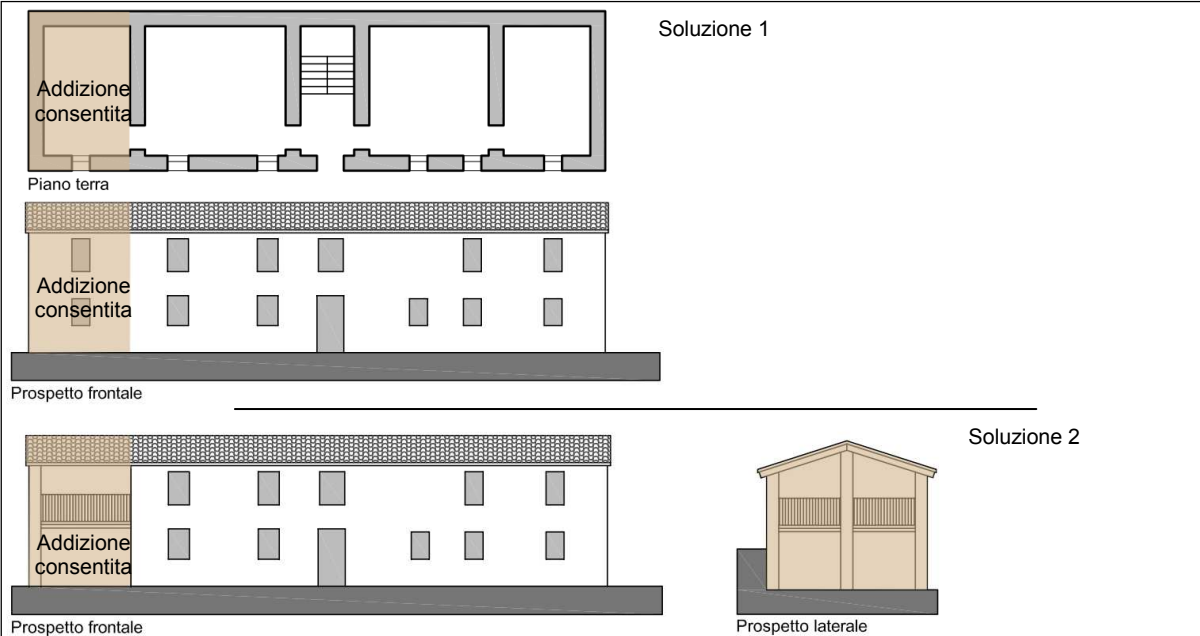 Soluzione 1
Addizione
consentita
Piano terra
Addizione
consentita
Prospetto frontale
Soluzione 2
Addizione
consentita
Prospetto frontale
Prospetto laterale